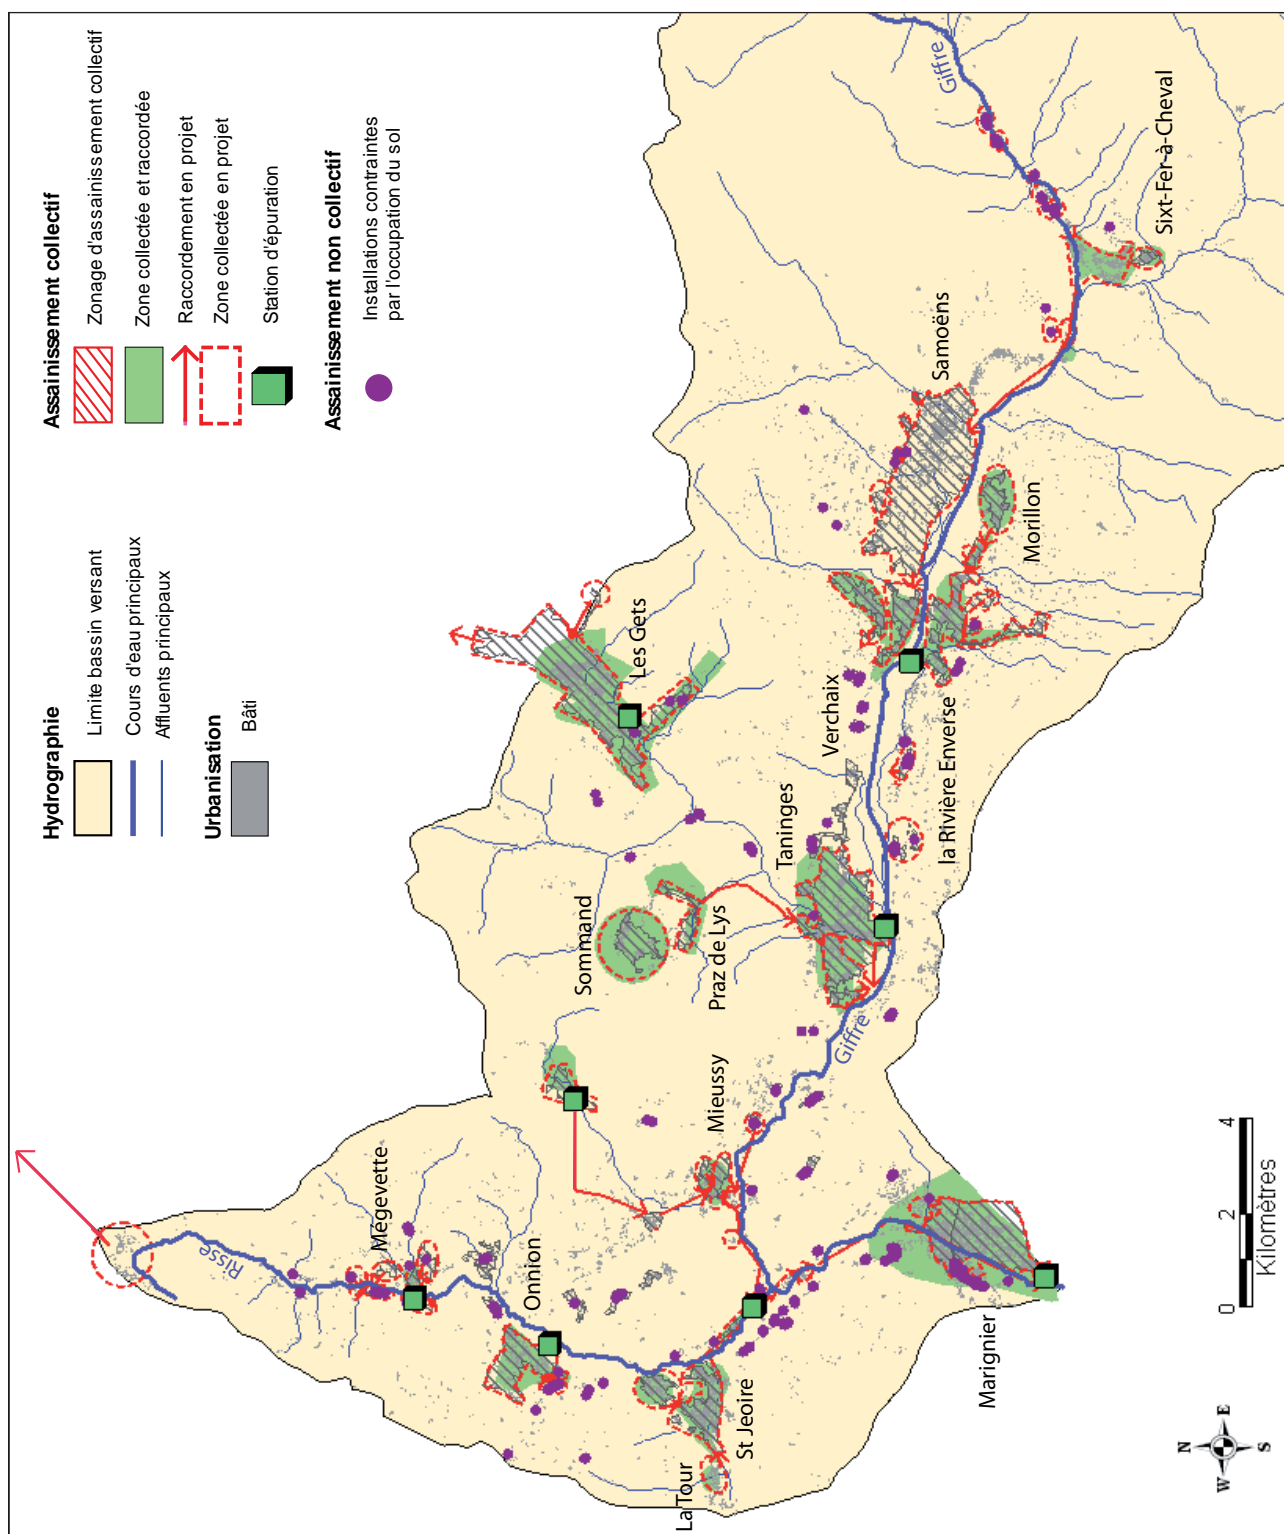 Hydrographie
Limite bassin versant
Cours d'eau principaux
Affluents principaux
Urbanisation
Bâti
Assainissement collectif
Zonage d'assainissement collectif
Zone collectée et raccordée
Raccordement en projet
Zone collectée en projet
Station d'épuration
Assainissement non collectif
Installations contraintes
par l'occupation du sol
Risse
Mégevette
Onnion
La Tour
St Jeoire
Marignier
Mieussy
Sommand
Praz de Lys
Taninges
Les Gets
Verchaix
la Rivière Enverse
Morillon
Samoëns
Sixt-Fer-à-Cheval
Giffre
Giffre
N
W
E
S
0
2
4
Kilomètres